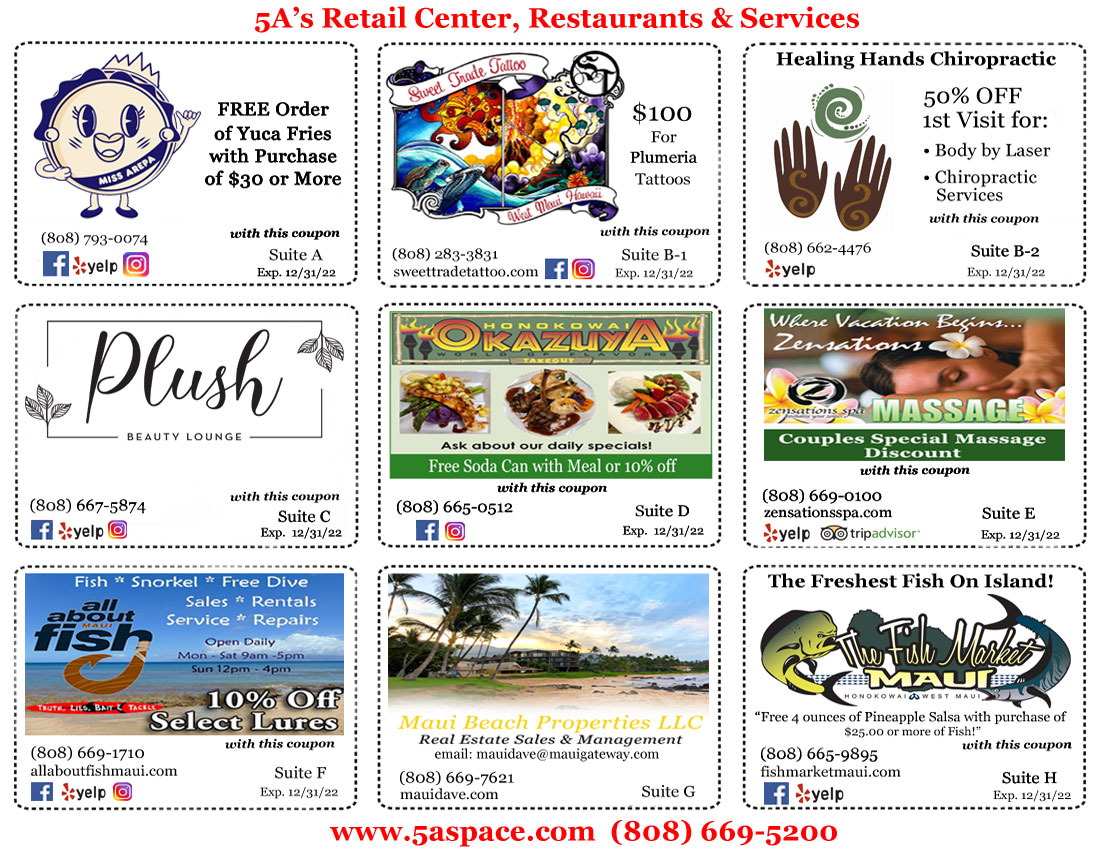 5A’s Retail Center, Restaurants & Services
MISS AREPA
FREE Order
of Yuca Fries
with Purchase
of $30 or More
with this coupon
(808) 793-0074
Suite A
yelp
Exp. 12/31/22
Sweet Trade Tattoo
ST
West Maui Hawaii
$100
For
Plumeria
Tattoos
with this coupon
(808) 283-3831
Suite B-1
sweettradetattoo.com
Exp. 12/31/22
Healing Hands Chiropractic
50% OFF
1st Visit for:
• Body by Laser
• Chiropractic
Services
with this coupon
(808) 662-4476
Suite B-2
yelp
Exp. 12/31/22
Plush
BEAUTY LOUNGE
with this coupon
(808) 667-5874
Suite C
yelp
Exp. 12/31/22
HONOKOWAI
OKAZUYA
WORLD OF FLAVORS
TAKEOUT
Ask about our daily specials!
Free Soda Can with Meal or 10% off
with this coupon
(808) 665-0512
Suite D
Exp. 12/31/22
Where Vacation Begins...
Zensations
zensations spa
MASSAGE
Couples Special Massage
Discount
with this coupon
(808) 669-0100
zensationsspa.com
Suite E
yelp tripadvisor
Exp. 12/31/22
Fish * Snorkel * Free Dive
Sales * Rentals
Service * Repairs
all
about
MAUI
fish
Open Daily
Mon - Sat 9am -5pm
Sun 12pm - 4pm
TRUTH, LIES, BAIT & TACKLE
10% Off
Select Lures
with this coupon
(808) 669-1710
allaboutfishmaui.com
Suite F
yelp
Exp. 12/31/22
Maui Beach Properties LLC
Real Estate Sales & Management
email: mauidave@mauigateway.com
(808) 669-7621
mauidave.com
Suite G
The Freshest Fish On Island!
The Fish Market
MAUI
HONOKOWAI WEST MAUI
“Free 4 ounces of Pineapple Salsa with purchase of
$25.00 or more of Fish!”
with this coupon
(808) 665-9895
fishmarketmaui.com
Suite H
yelp
Exp. 12/31/22
www.5aspace.com (808) 669-5200